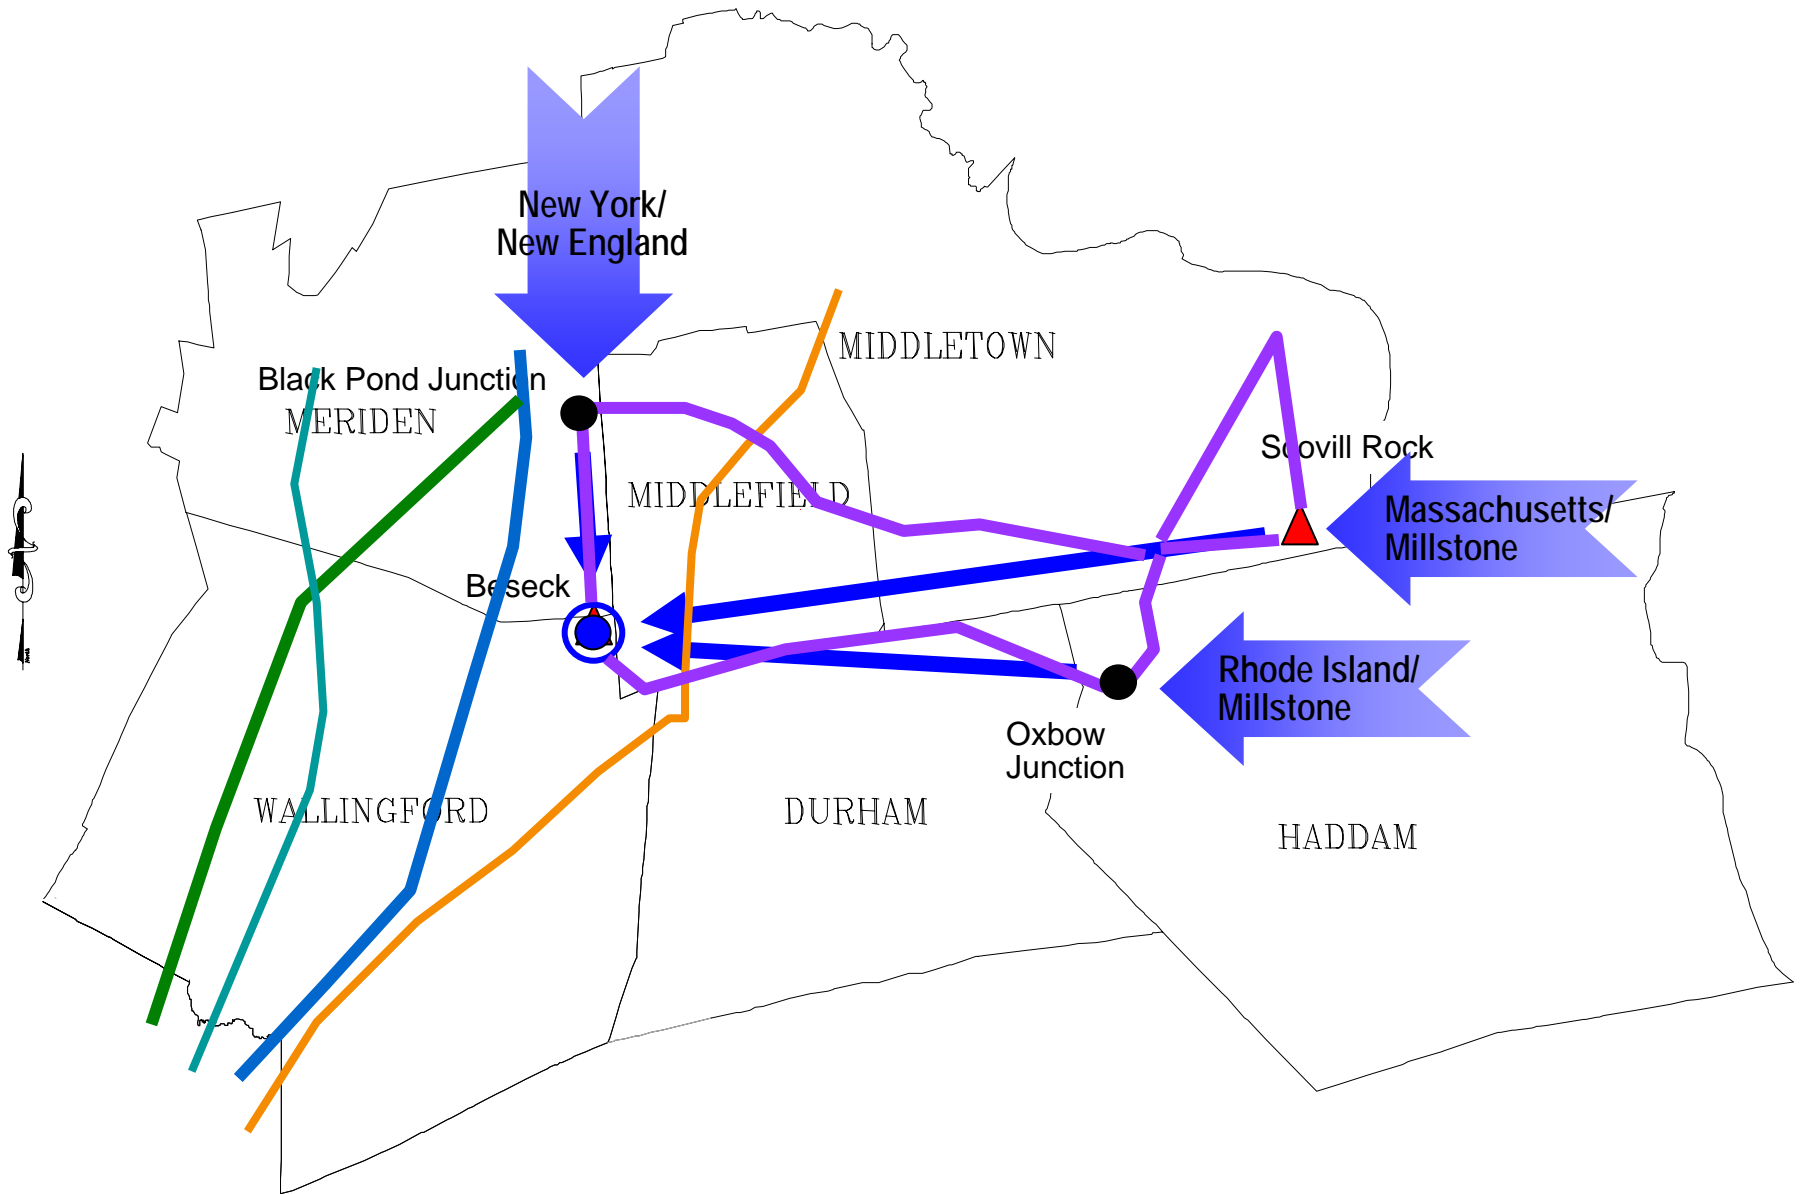 New York/
New England
MIDDLETOWN
Black Pond Junction
MERIDEN
Scovill Rock
MIDDLEFIELD
Massachusetts/
Millstone
Beseck
Rhode Island/
Millstone
Oxbow
Junction
WALLINGFORD
DURHAM
HADDAM